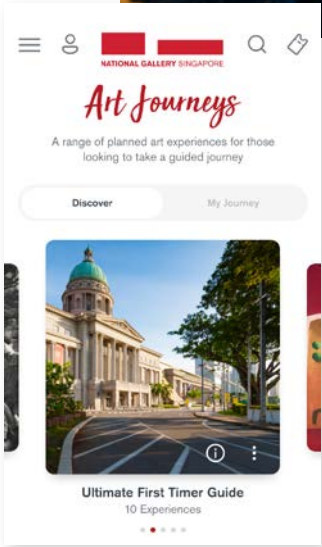 NATIONAL GALLERY SINGAPORE
Art Journeys
A range of planned art experiences for those
looking to take a guided journey
Discover
My Journey
Ultimate First Timer Guide
10 Experiences